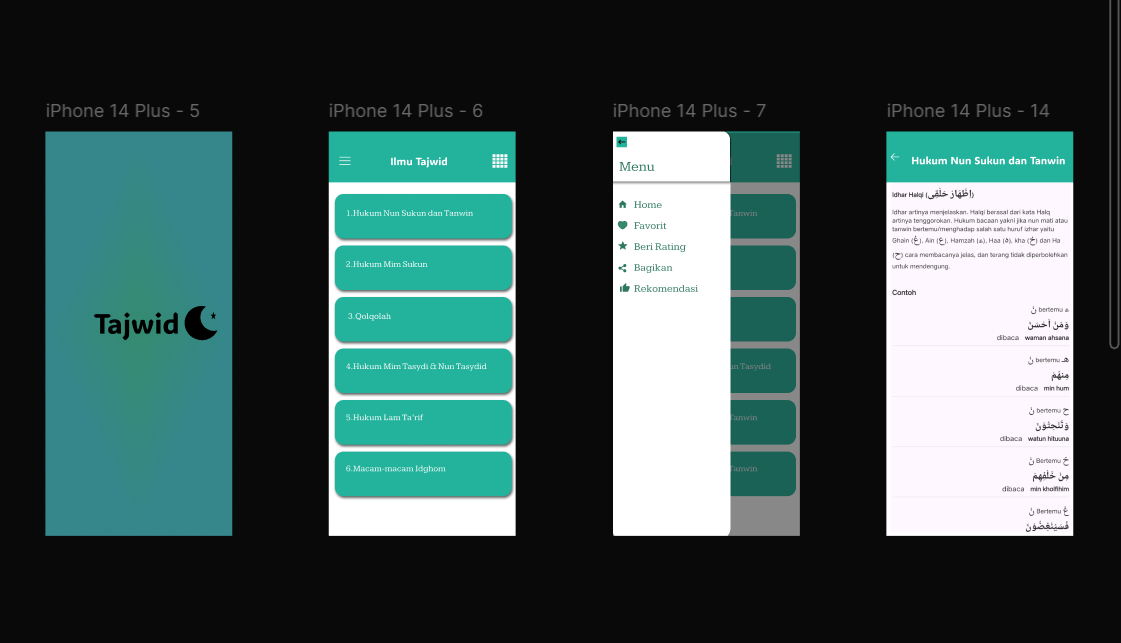 iPhone 14 Plus - 5
Tajwid
iPhone 14 Plus - 6
Ilmu Tajwid
1.Hukum Nun Sukun dan Tanwin
2.Hukum Mim Sukun
3.Qolqolah
4.Hukum Mim Tasydi & Nun Tasydid
5.Hukum Lam Ta'rif
6.Macam-macam Idghom
iPhone 14 Plus - 7
Menu
Home
Favorit
Beri Rating
Bagikan
Rekomendasi
Tanwin
an Tasydid
Tanwin
Tanwin
iPhone 14 Plus - 14
Hukum Nun Sukun dan Tanwin
Idhar Halqi (اِظْهَارْ حَلْقِى)
Idhar artinya menjelaskan. Halqi berasal dari kata Halq
artinya tenggorokan. Hukum bacaan yakni jika nun mati atau
tanwin bertemu/menghadap salah satu huruf izhar yaitu
Ghain (غ), Ain (ع), Hamzah (ء), Haa (ه), kha (خ) dan Ha
(ح) cara membacanya jelas, dan terang tidak diperbolehkan
untuk mendengung.
Contoh
نْ bertemu ء
وَمَنْ اَحْسَنُ
dibaca waman ahsana
نْ bertemu هـ
مِنْهُمْ
dibaca min hum
نْ bertemu ح
وَتَنْحِتُوْنَ
dibaca watun hituuna
نْ Bertemu خ
مِنْ خَلْفِهِمْ
dibaca min kholfihim
نْ Bertemu غ
فَسَيُنْغِضُوْنَ